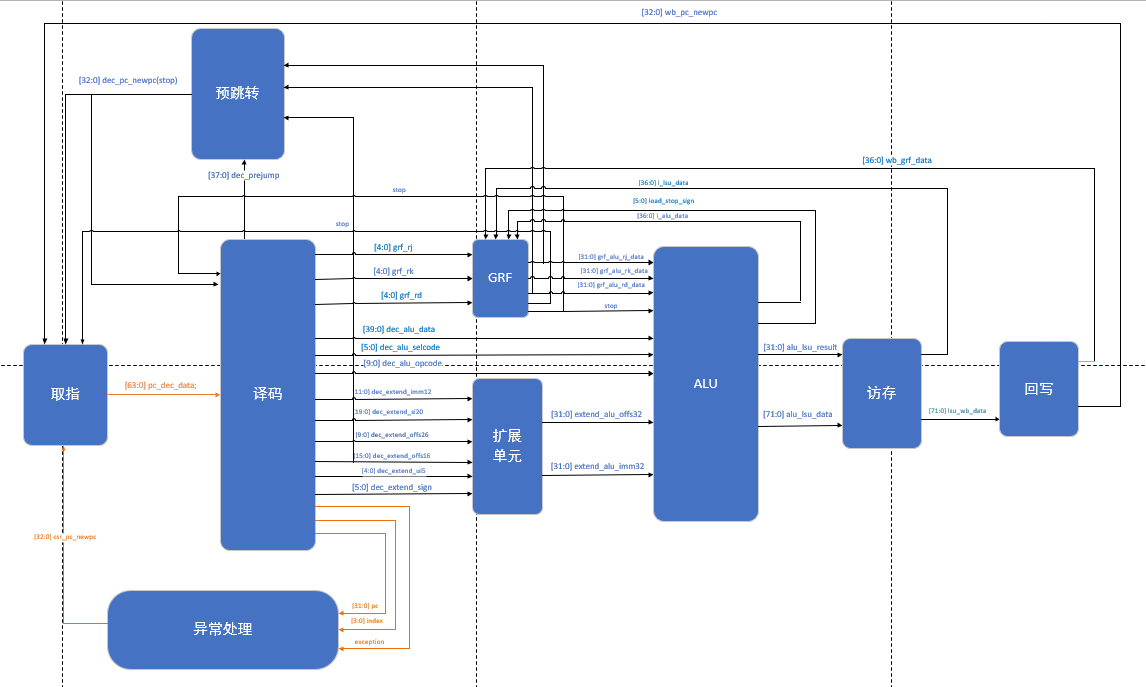 [32:0] wb_pc_newpc
[32:0] dec_pc_newpc(stop)
预跳转
[37:0] dec_prejump
[36:0] wb_grf_data
[36:0] i_lsu_data
stop
[5:0] load_stop_sign
[36:0] i_alu_data
stop
[4:0] grf_rj
[4:0] grf_rk
[4:0] grf_rd
GRF
[31:0] grf_alu_rj_data
[31:0] grf_alu_rk_data
[31:0] grf_alu_rd_data
stop
[39:0] dec_alu_data
[5:0] dec_alu_selcode
[9:0] dec_alu_opcode
[31:0] alu_lsu_result
取指
[63:0] pc_dec_data;
译码
11:0] dec_extend_imm12
19:0] dec_extend_si20
[9:0] dec_extend_offs26
[15:0] dec_extend_offs16
[4:0] dec_extend_ui5
[5:0] dec_extend_sign
扩展
单元
[31:0] extend_alu_offs32
[31:0] extend_alu_imm32
ALU
[71:0] alu_lsu_data
访存
[71:0] lsu_wb_data
回写
[32:0] csr_pc_newpc
[31:0] pc
[3:0] index
exception
异常处理